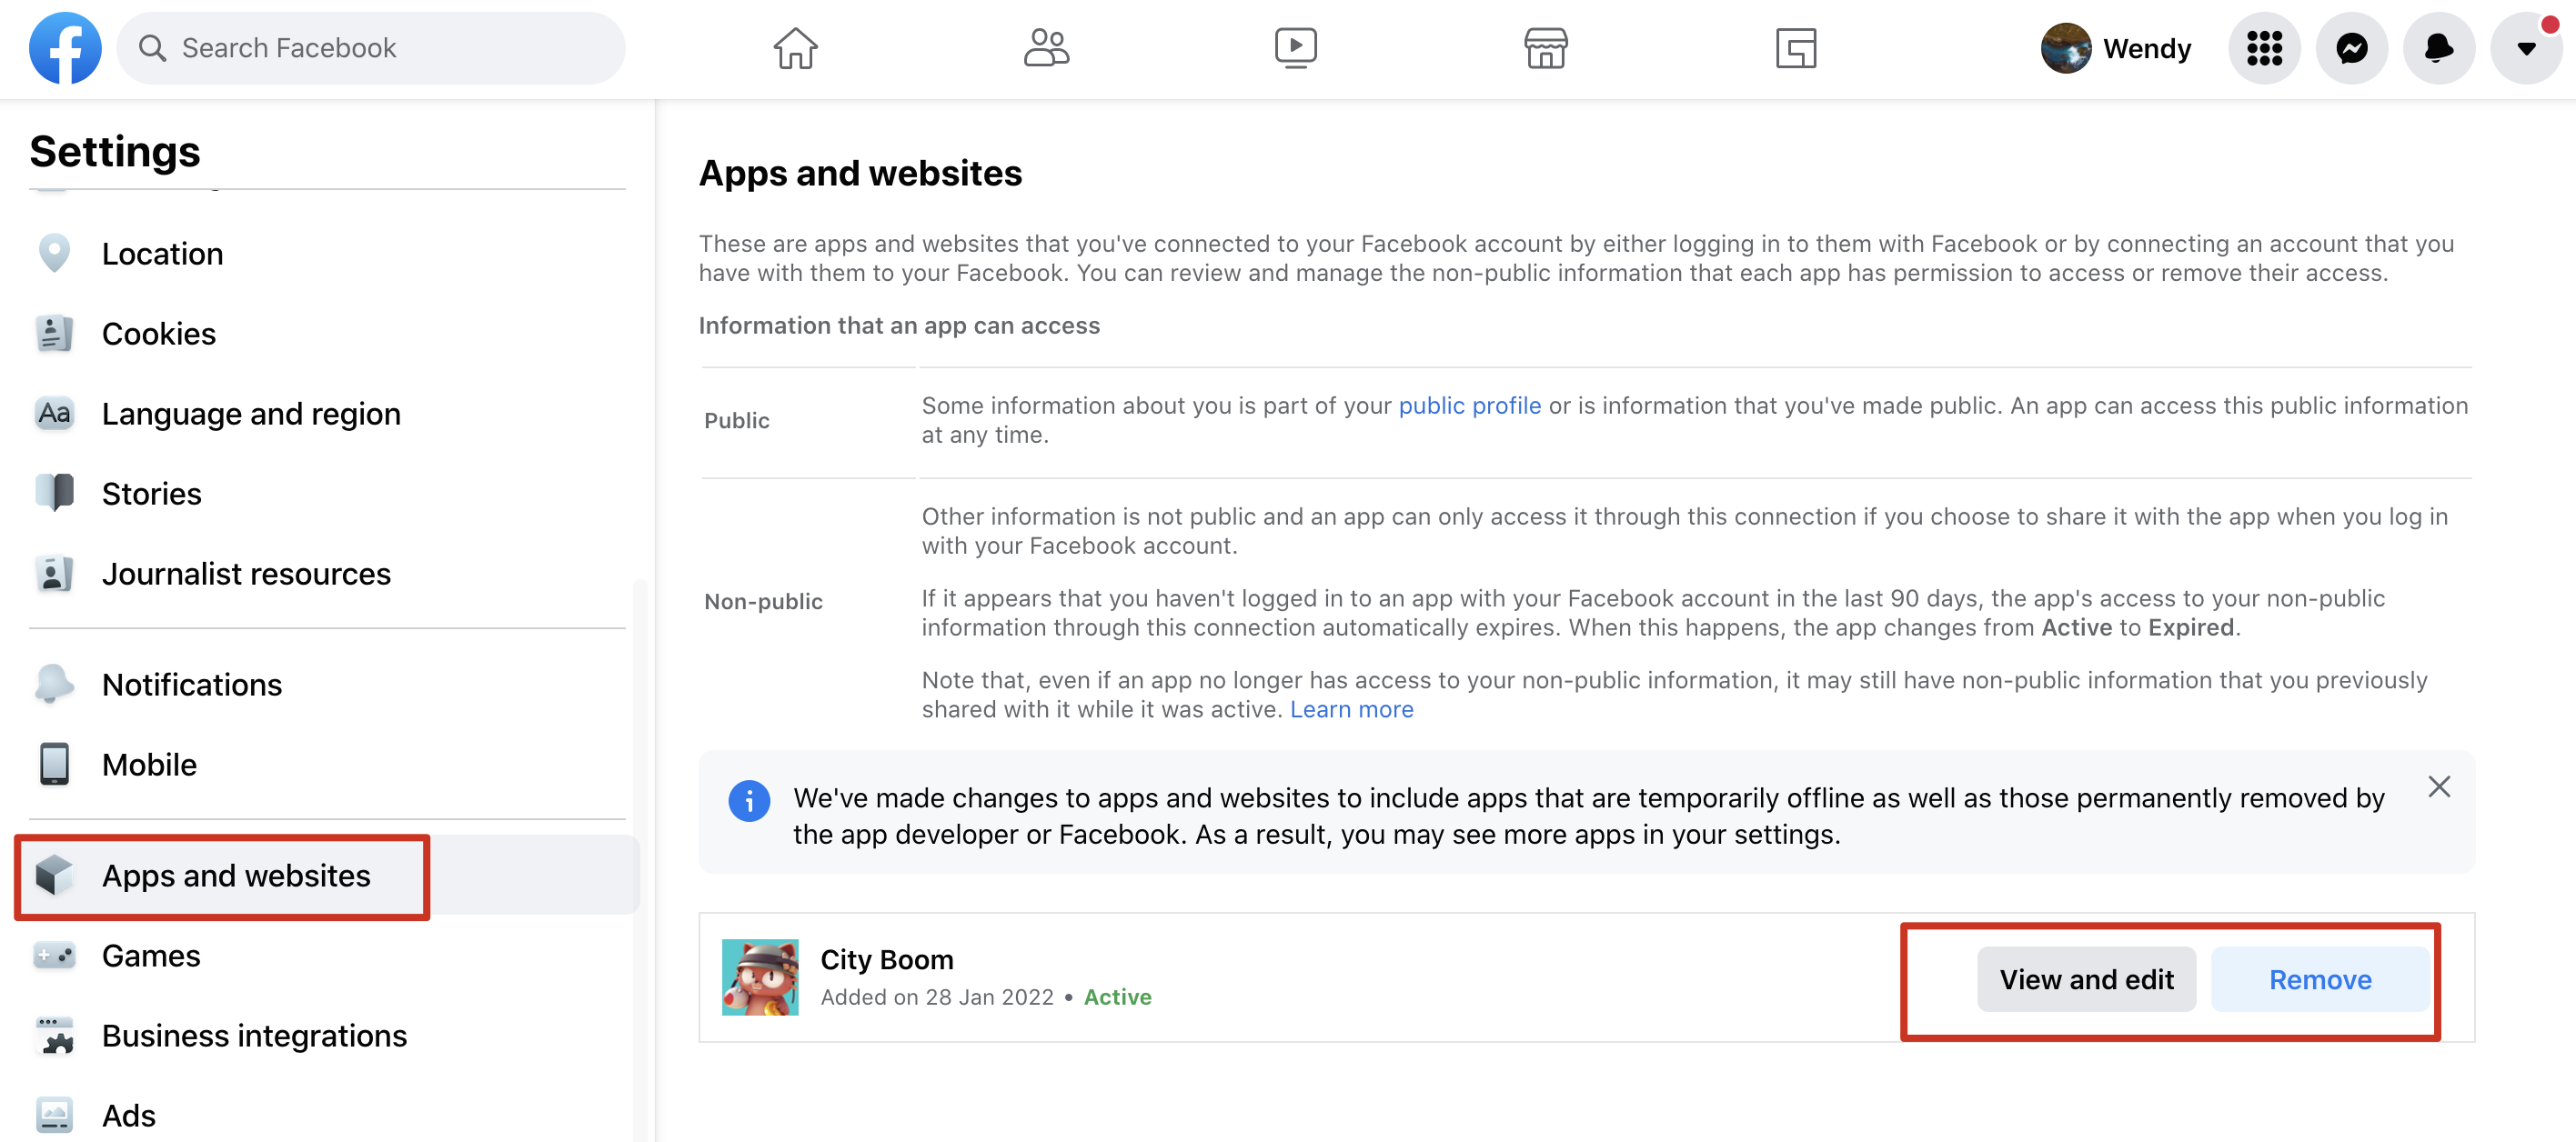 Search Facebook
Wendy
Settings
Location
Cookies
Aa
Language and region
Stories
Journalist resources
Notifications
Mobile
Apps and websites
Games
Business integrations
Ads
Apps and websites
These are apps and websites that you've connected to your Facebook account by either logging in to them with Facebook or by connecting an account that you
have with them to your Facebook. You can review and manage the non-public information that each app has permission to access or remove their access.
Information that an app can access
Public
Some information about you is part of your public profile or is information that you've made public. An app can access this public information
at any time.
Non-public
Other information is not public and an app can only access it through this connection if you choose to share it with the app when you log in
with your Facebook account.
If it appears that you haven't logged in to an app with your Facebook account in the last 90 days, the app's access to your non-public
information through this connection automatically expires. When this happens, the app changes from Active to Expired.
Note that, even if an app no longer has access to your non-public information, it may still have non-public information that you previously
shared with it while it was active. Learn more
We've made changes to apps and websites to include apps that are temporarily offline as well as those permanently removed by
the app developer or Facebook. As a result, you may see more apps in your settings.
City Boom
Added on 28 Jan 2022 • Active
View and edit
Remove